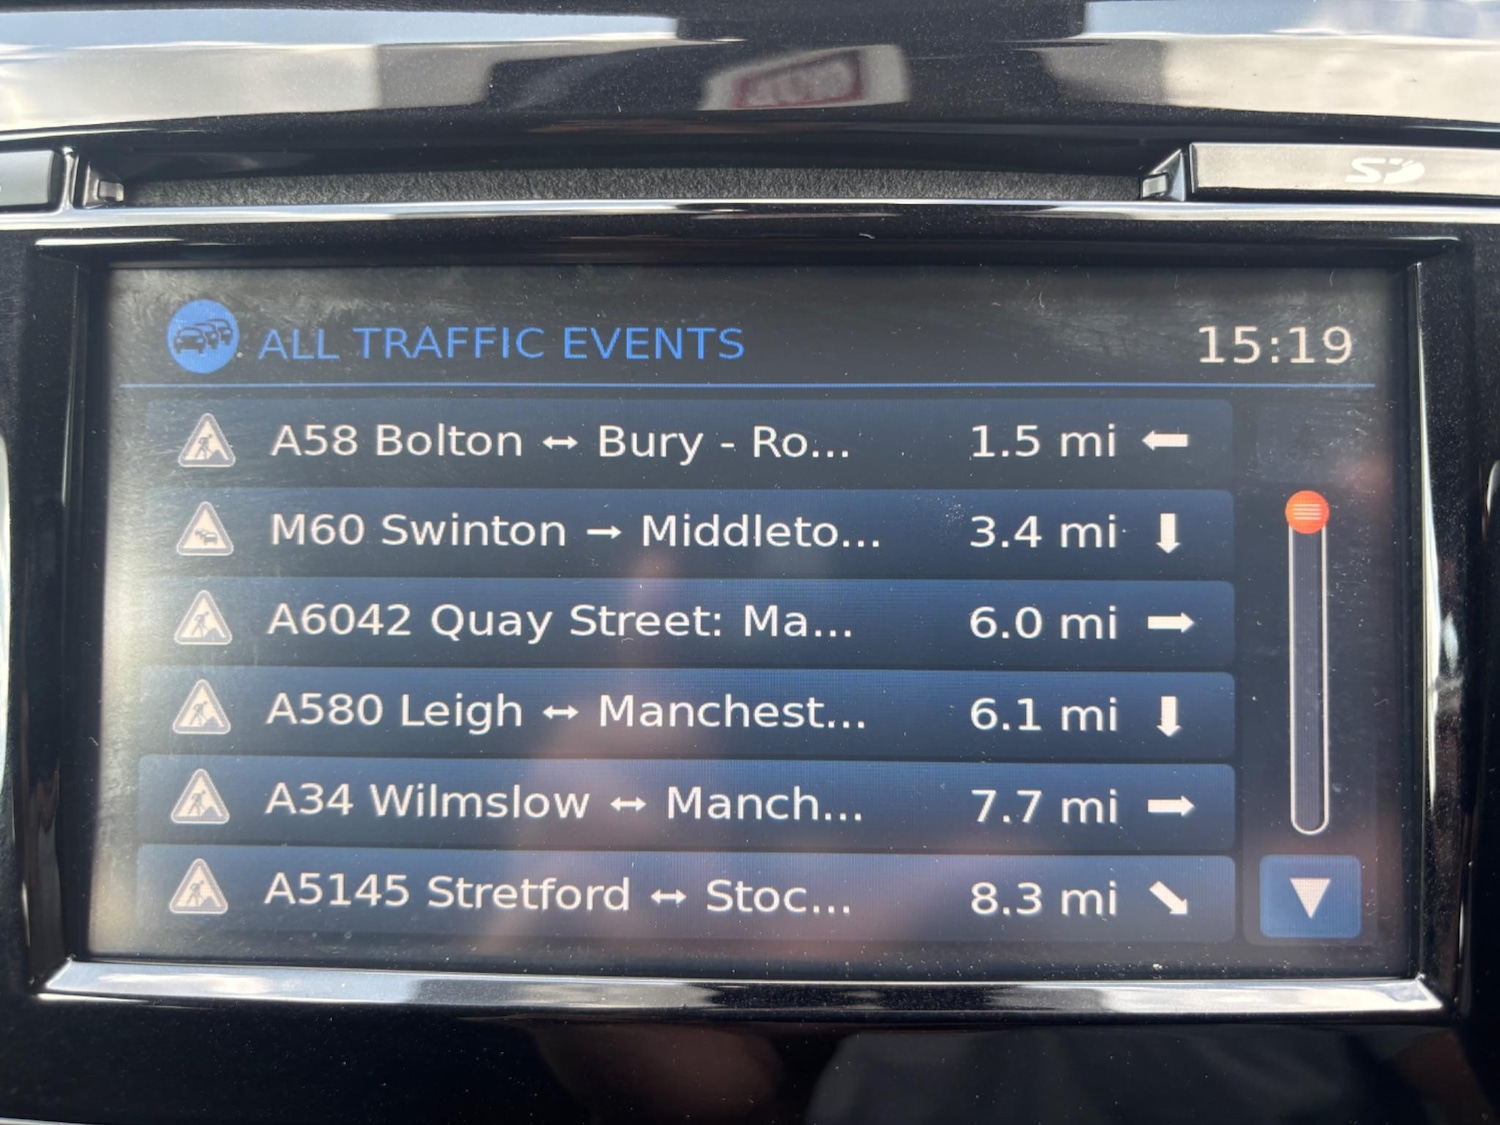 SD
ALL TRAFFIC EVENTS 15:19
A58 Bolton ↔ Bury - Ro... 1.5 mi ←
M60 Swinton → Middleto... 3.4 mi ↓
A6042 Quay Street: Ma... 6.0 mi →
A580 Leigh ↔ Manchest... 6.1 mi ↓
A34 Wilmslow ↔ Manch... 7.7 mi →
A5145 Stretford ↔ Stoc... 8.3 mi ↘